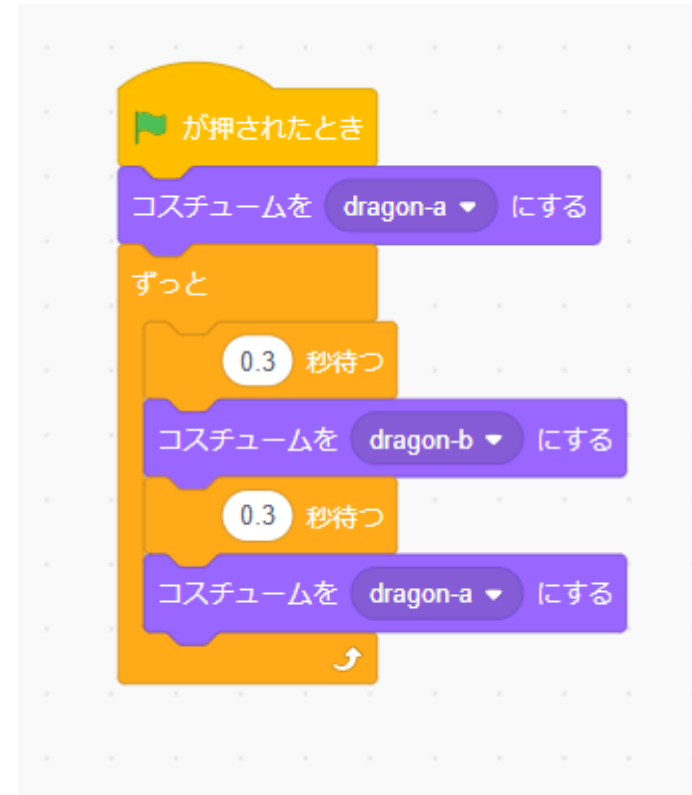 が押されたとき
コスチュームを dragon-a にする
ずっと
0.3 秒待つ
コスチュームを dragon-b にする
0.3 秒待つ
コスチュームを dragon-a にする